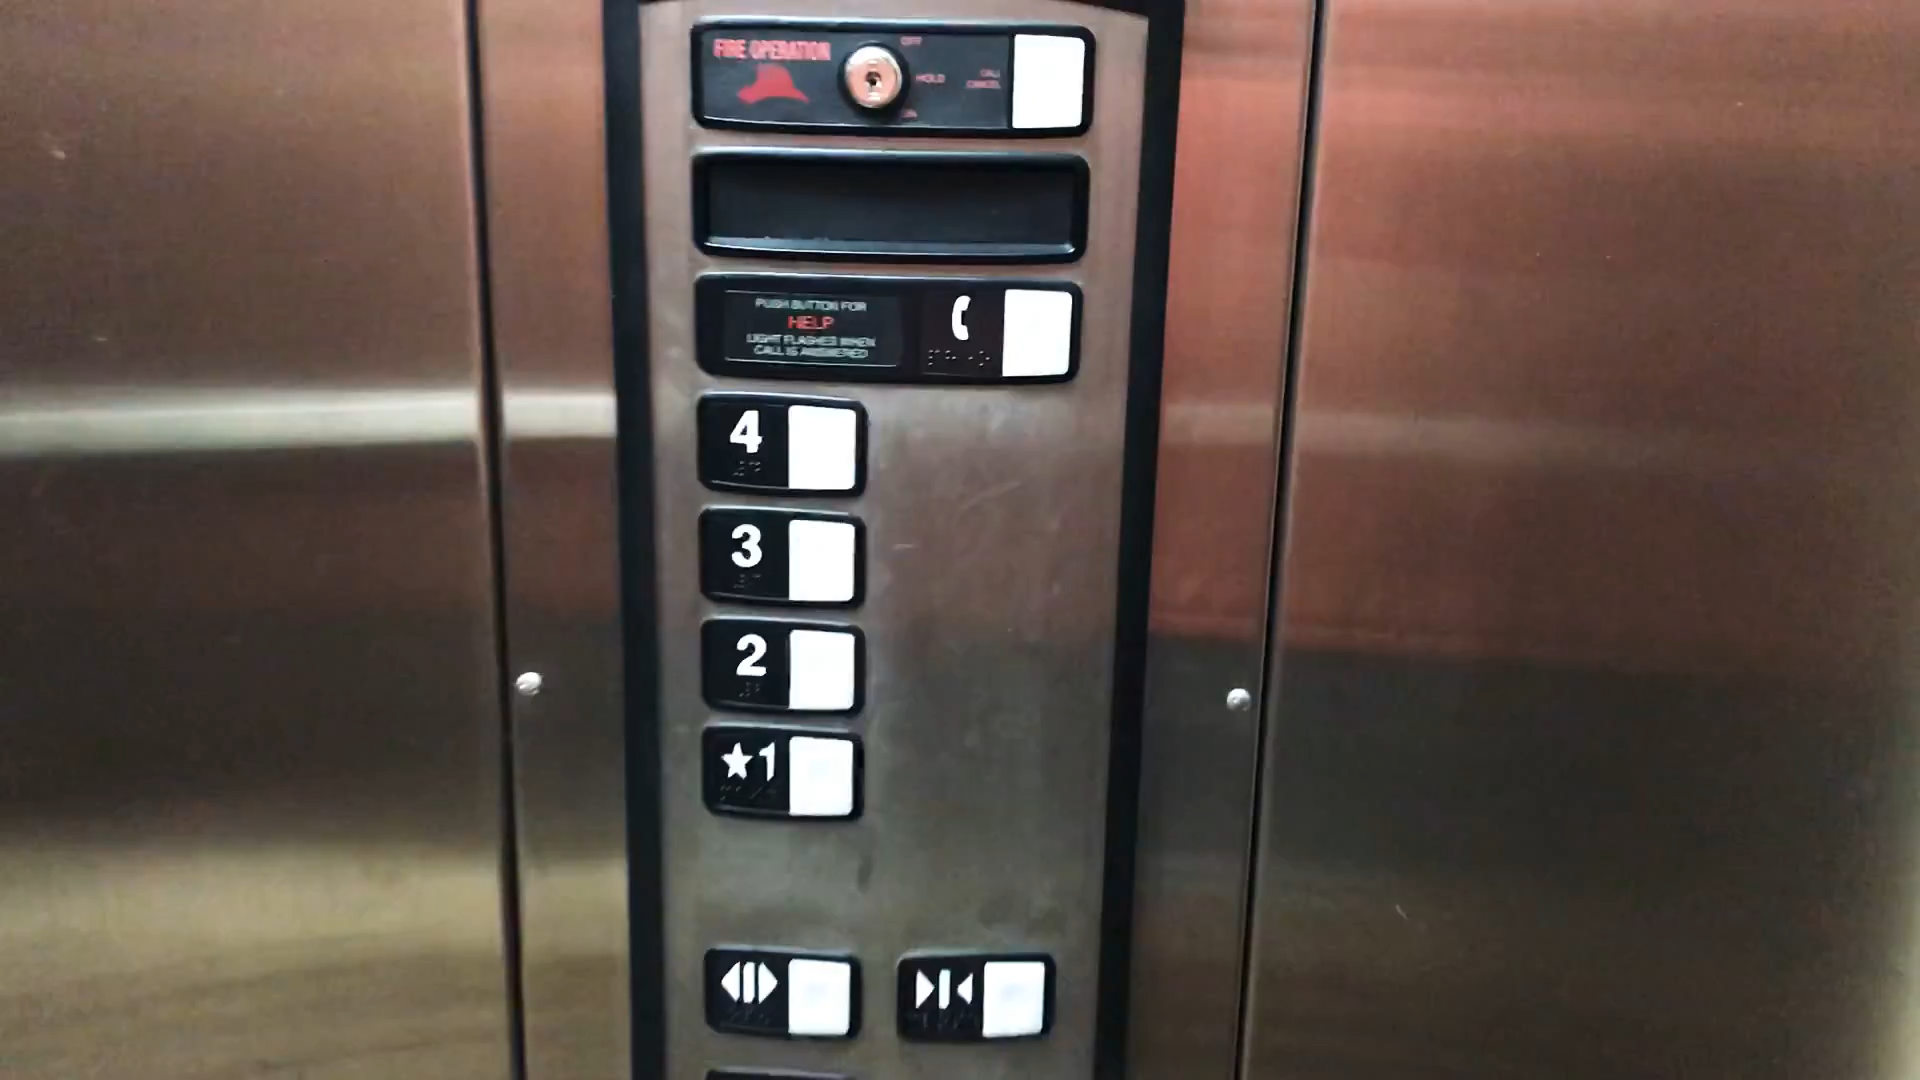 FIRE OPERATION
OFF
HOLD
ON
CALL
CANCEL
PUSH BUTTON FOR
HELP
LIGHT FLASHES WHEN
CALL IS ANSWERED
4
3
2
★1